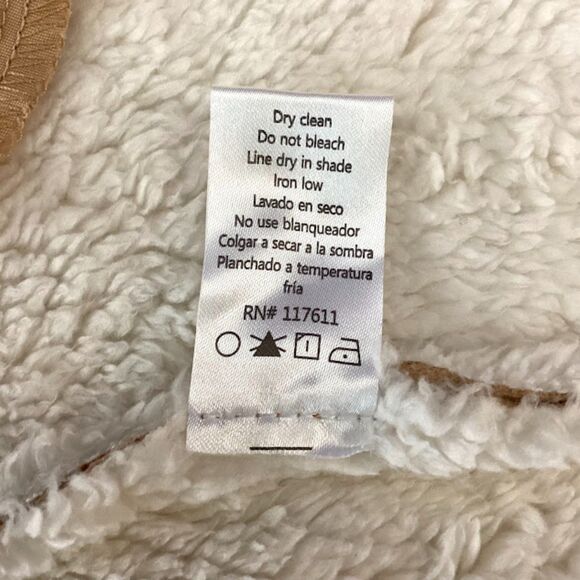 Dry clean
Do not bleach
Line dry in shade
Iron low
Lavado en seco
No use blanqueador
Colgar a secar a la sombra
Planchado a temperatura
fría
RN# 117611